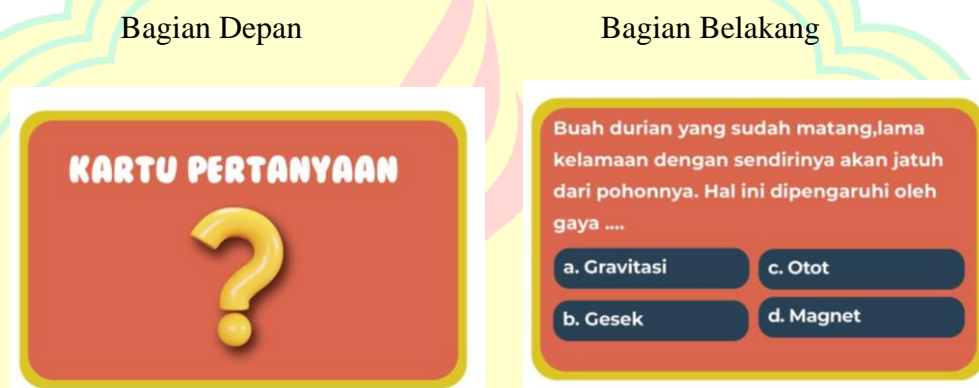 Bagian Depan
Bagian Belakang
KARTU PERTANYAAN
?
Buah durian yang sudah matang,lama
kelamaan dengan sendirinya akan jatuh
dari pohonnya. Hal ini dipengaruhi oleh
gaya ....
a. Gravitasi
c. Otot
b. Gesek
d. Magnet